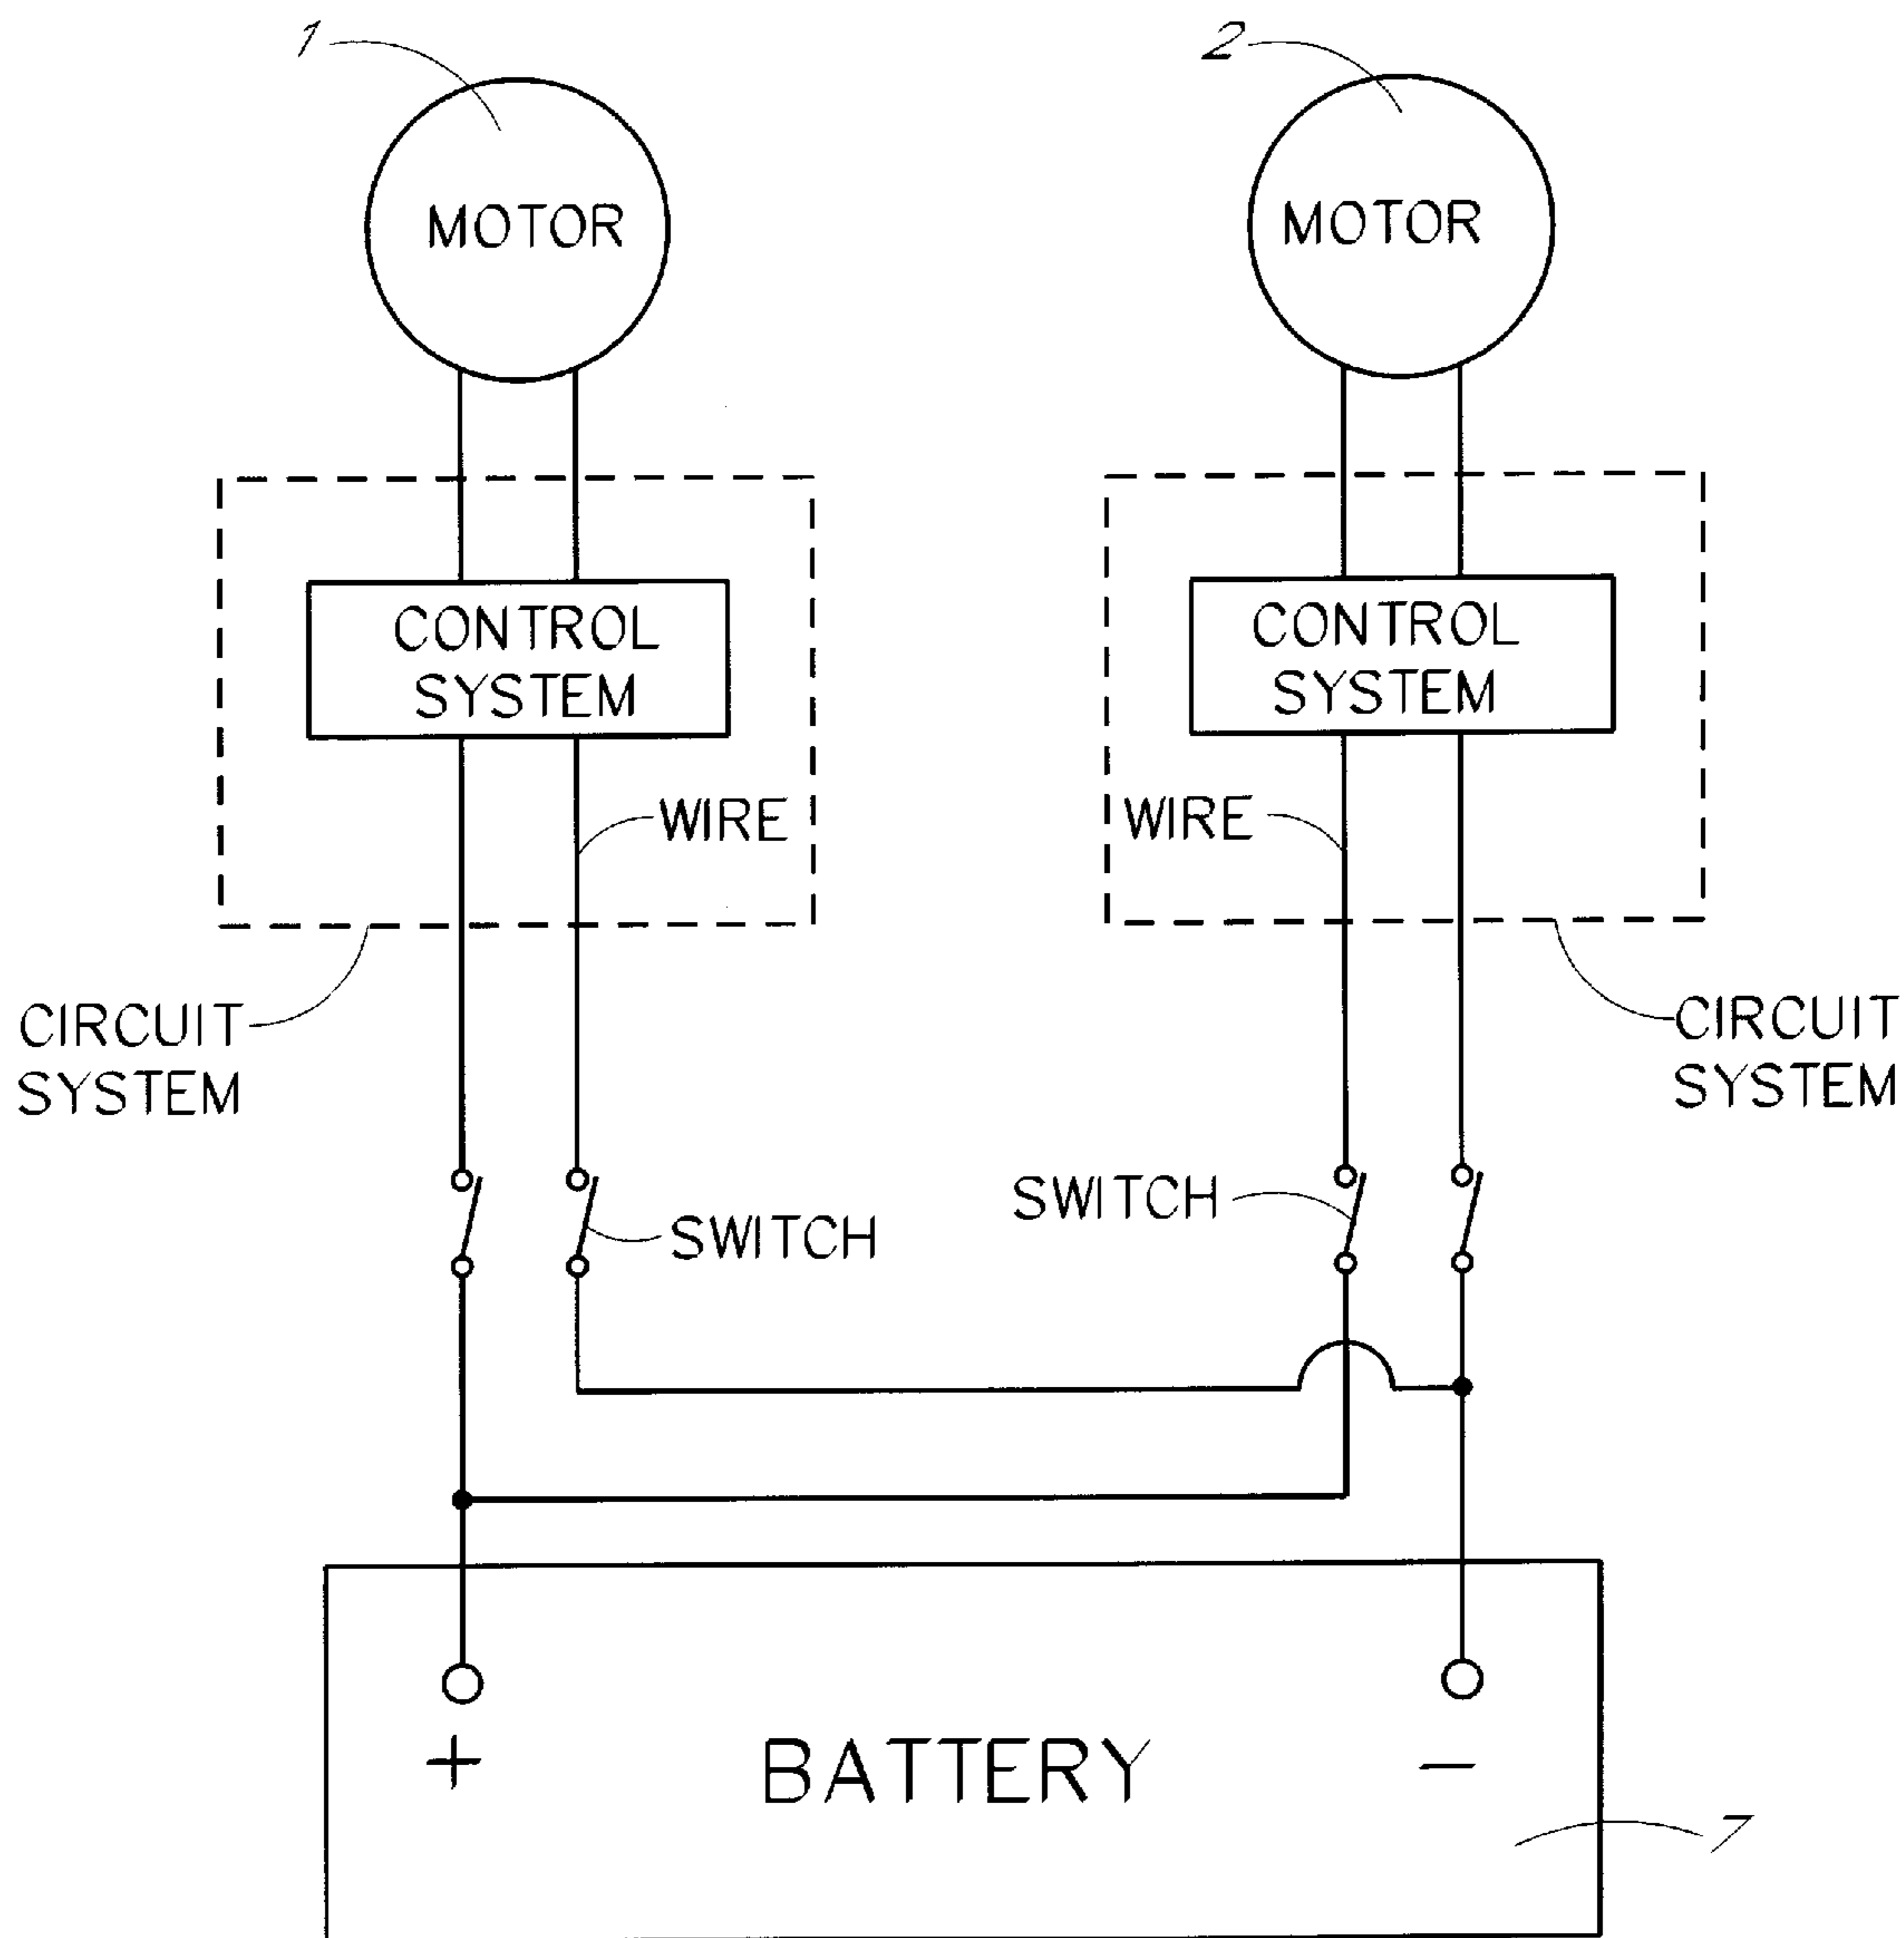 1
2
MOTOR
MOTOR
CONTROL
SYSTEM
CONTROL
SYSTEM
WIRE
WIRE
CIRCUIT
SYSTEM
CIRCUIT
SYSTEM
SWITCH
SWITCH
+
BATTERY
−
7